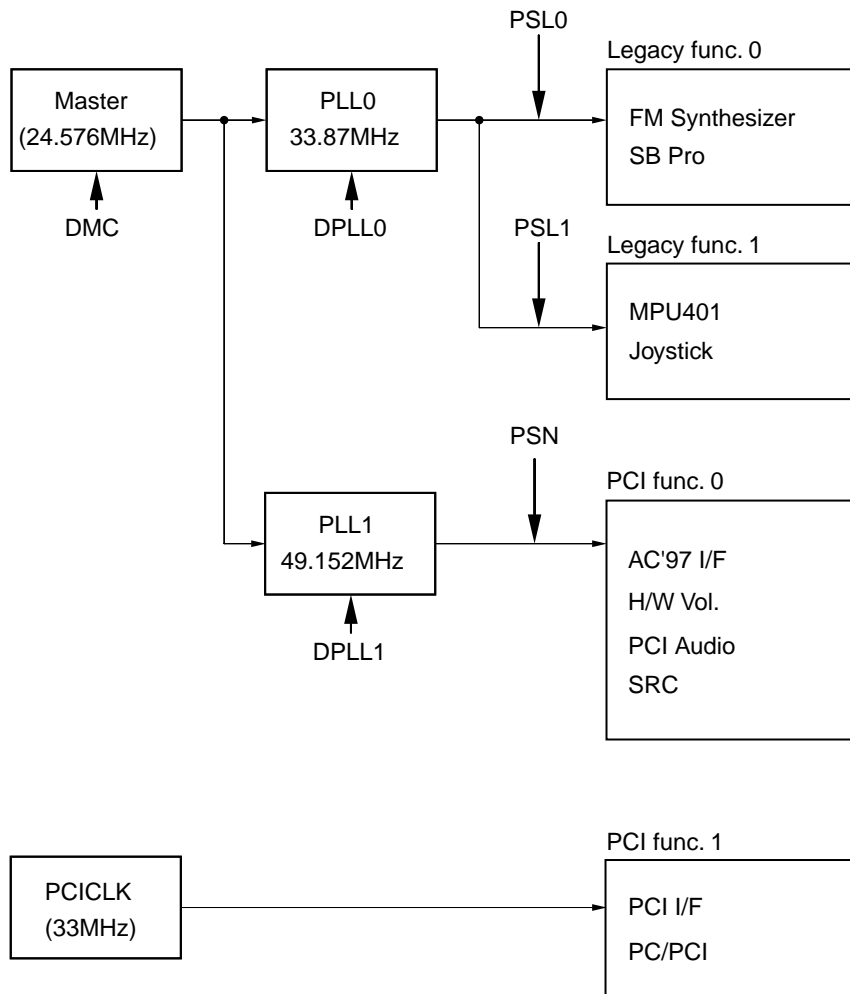 PSL0
Legacy func. 0
Master
(24.576MHz)
PLL0
33.87MHz
FM Synthesizer
SB Pro
DMC
DPLL0
PSL1
Legacy func. 1
MPU401
Joystick
PSN
PCI func. 0
PLL1
49.152MHz
AC'97 I/F
H/W Vol.
PCI Audio
SRC
DPLL1
PCI func. 1
PCICLK
(33MHz)
PCI I/F
PC/PCI